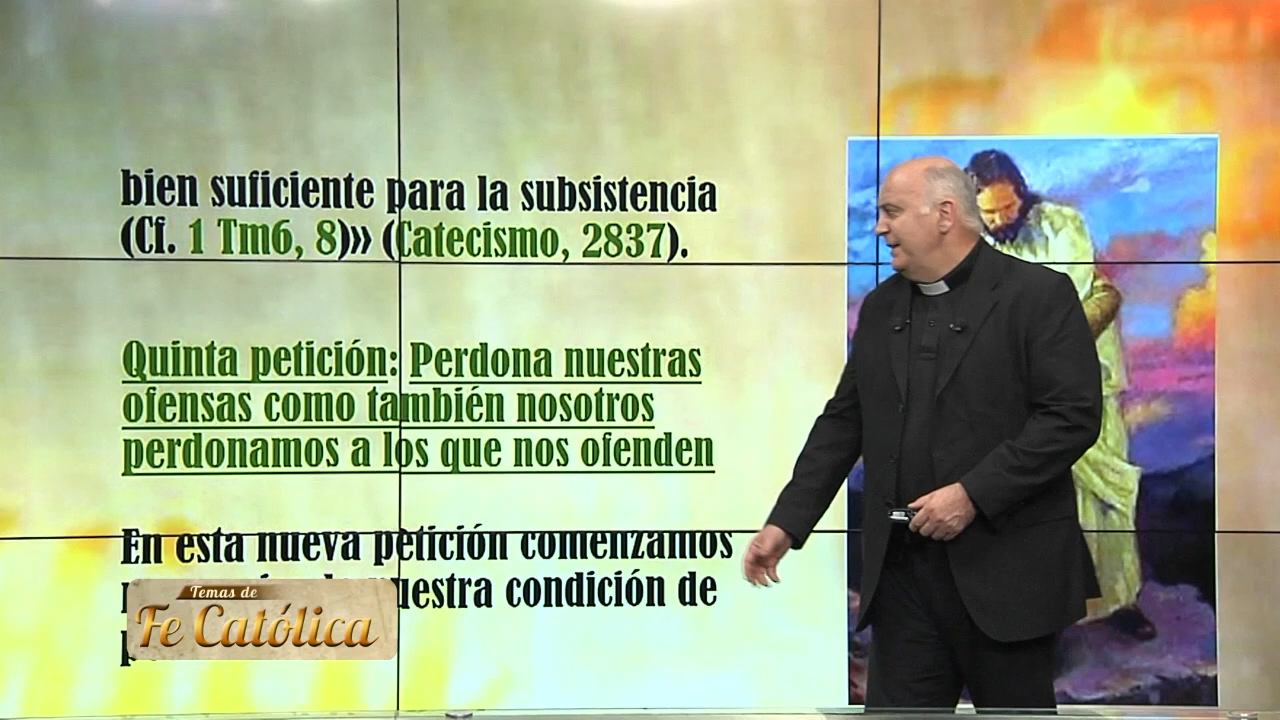 bien suficiente para la subsistencia
(Cf. 1 Tm6, 8)» (Catecismo, 2837).
Quinta petición: Perdona nuestras
ofensas como también nosotros
perdonamos a los que nos ofenden
En esta nueva petición comenzamos
nuestra condición de
Temas de
Fe Católica